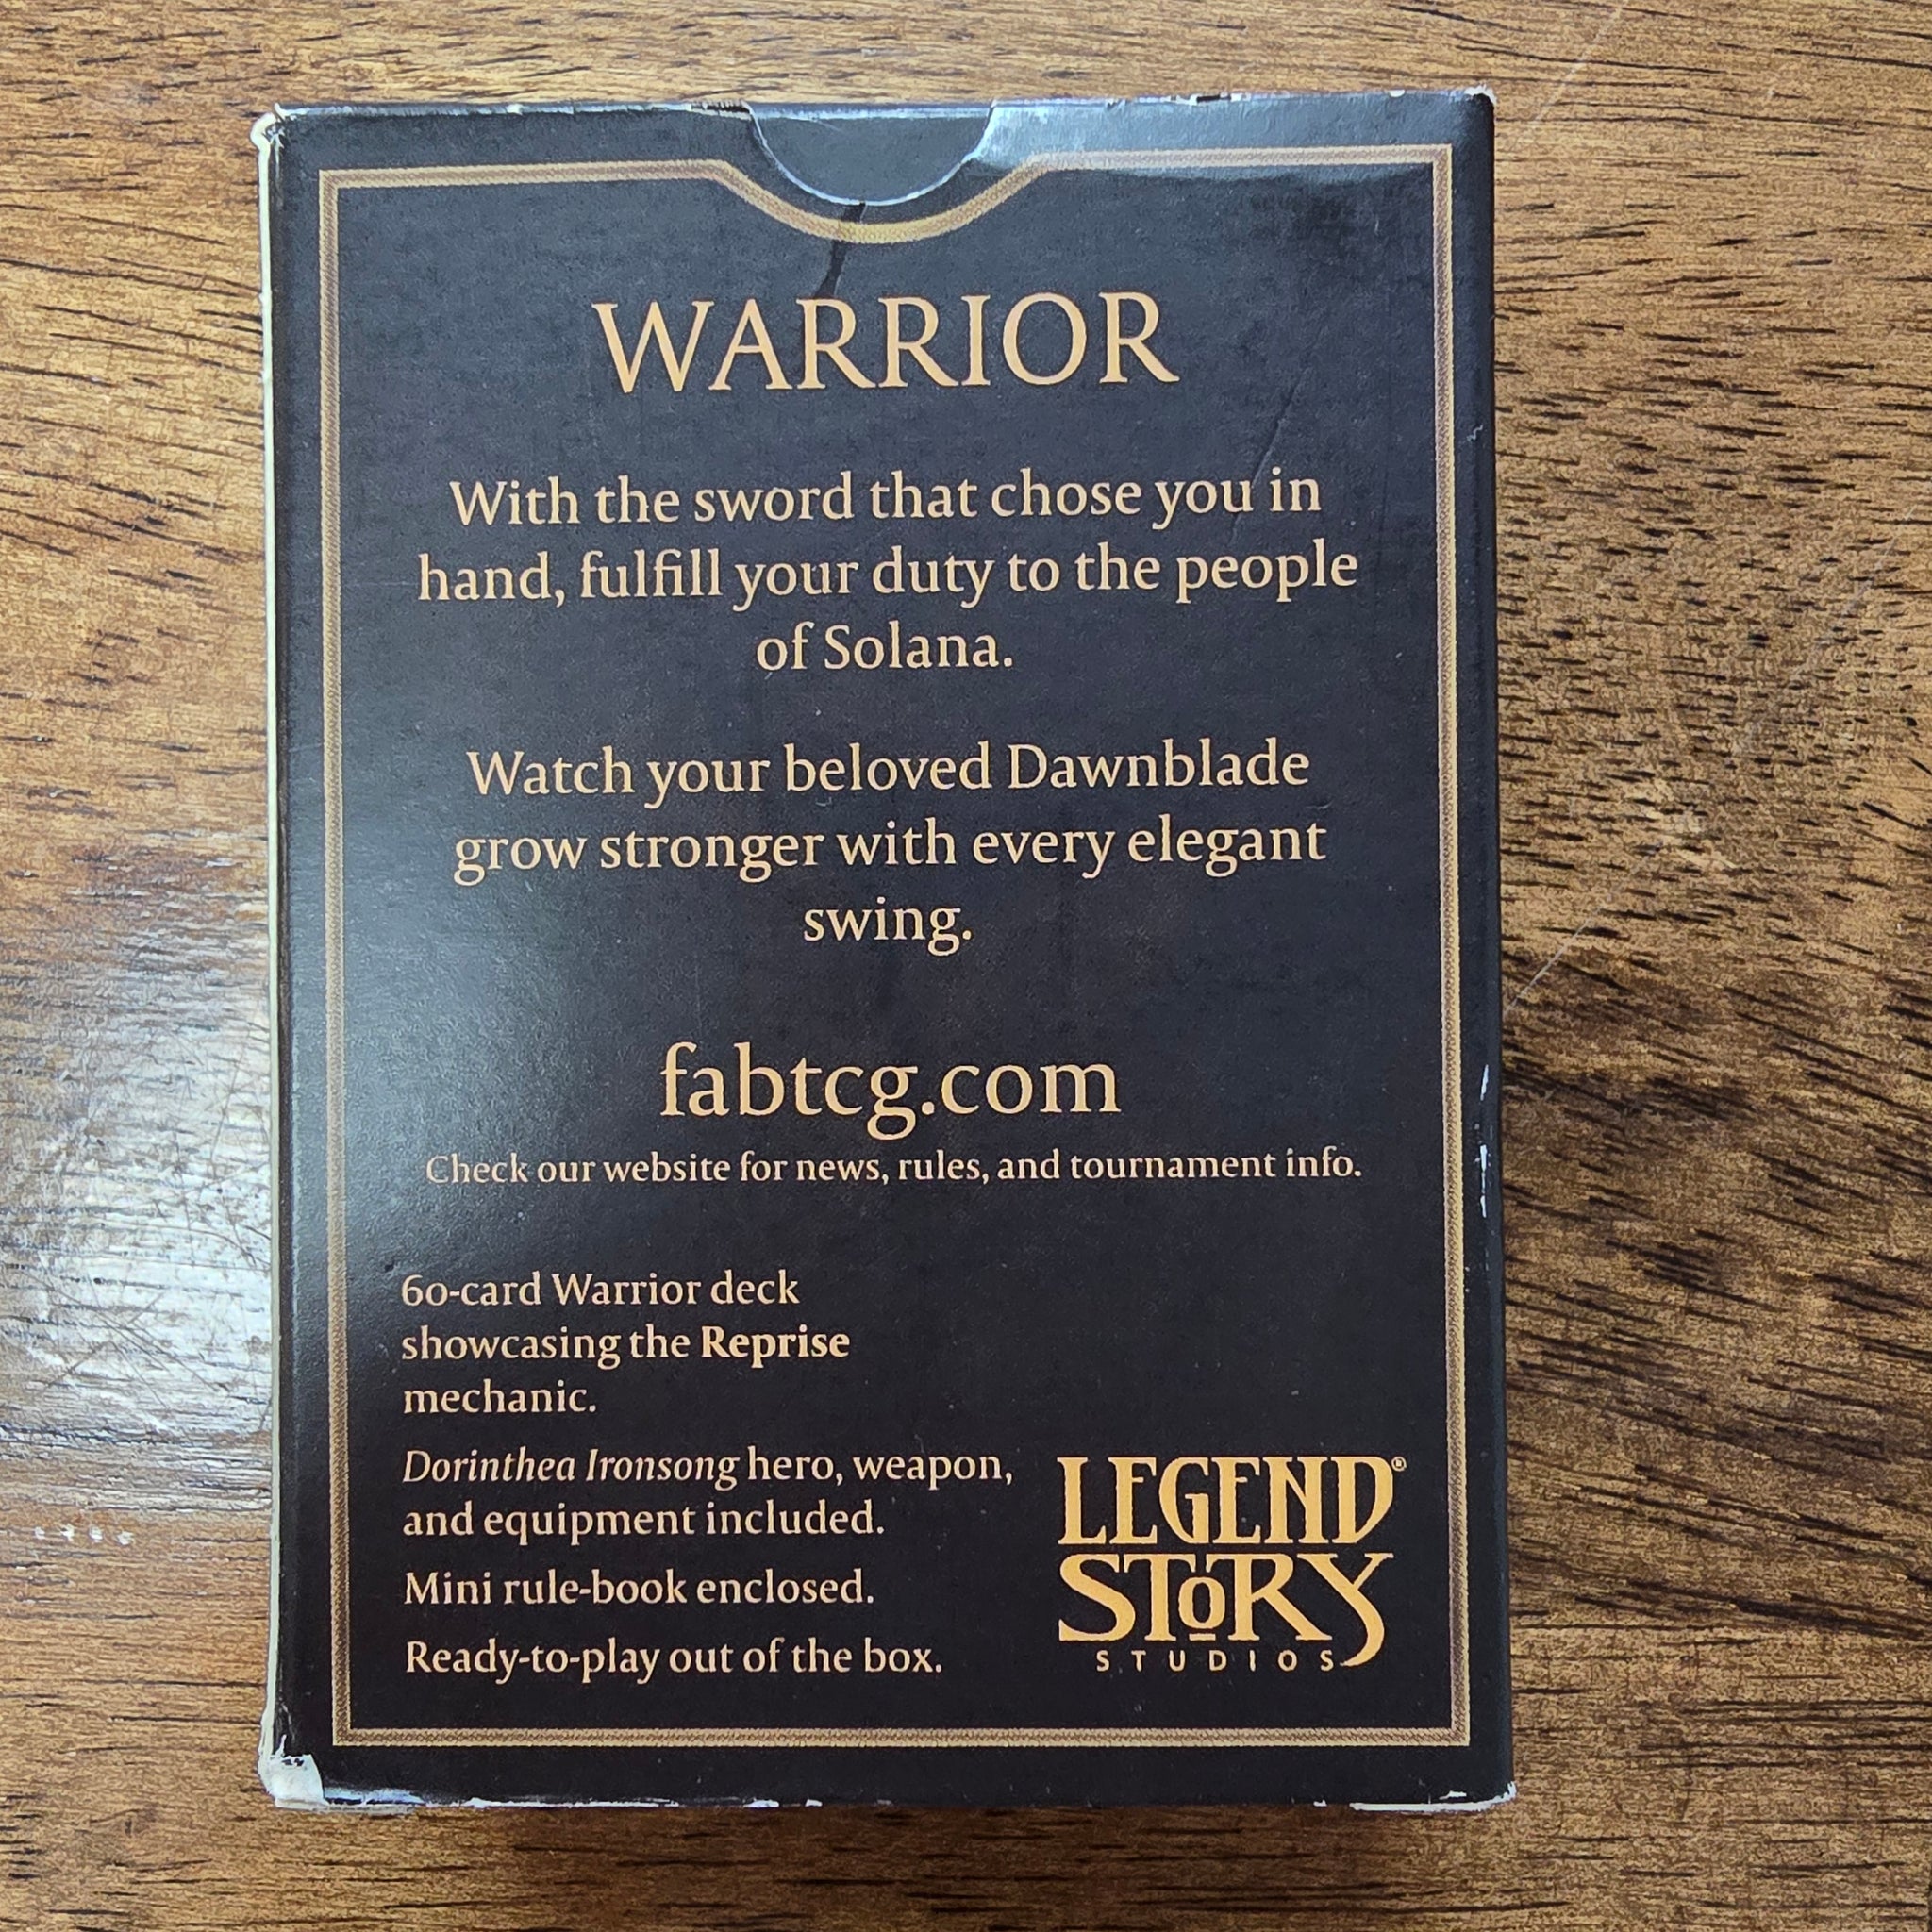 WARRIOR
With the sword that chose you in
hand, fulfill your duty to the people
of Solana.
Watch your beloved Dawnblade
grow stronger with every elegant
swing.
fabtcg.com
Check our website for news, rules, and tournament info.
60-card Warrior deck
showcasing the Reprise
mechanic.
Dorinthea Ironsong hero, weapon,
and equipment included.
Mini rule-book enclosed.
Ready-to-play out of the box.
LEGEND®
STORY
STUDIOS